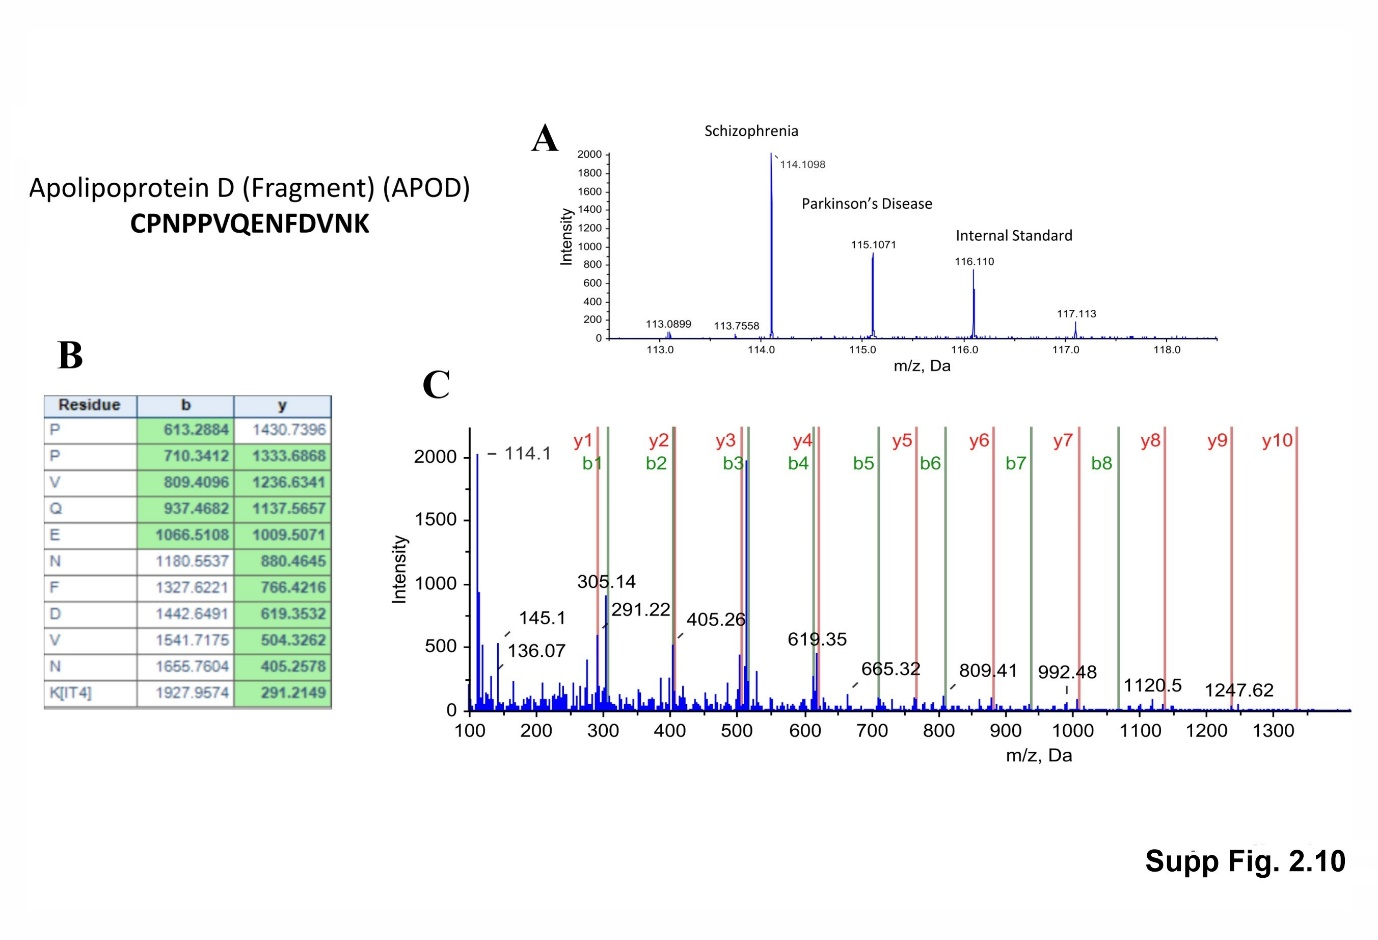 Apolipoprotein D (Fragment) (APOD)
CPNPPVQENFDVNK
A
Schizophrenia
114.1098
Parkinson's Disease
115.1071
Internal Standard
116.110
113.0899
113.7558
117.113
Intensity
2000
1800
1600
1400
1200
1000
800
600
400
200
0
113.0 114.0 115.0 116.0 117.0 118.0
m/z, Da
B
Residue b y
P 613.2884 1430.7396
P 710.3412 1333.6868
V 809.4096 1236.6341
Q 937.4682 1137.5657
E 1066.5108 1009.5071
N 1180.5537 880.4645
F 1327.6221 766.4216
D 1442.6491 619.3532
V 1541.7175 504.3262
N 1655.7604 405.2578
K[IT4] 1927.9574 291.2149
C
y1 y2 y3 y4 y5 y6 y7 y8 y9 y10
b1 b2 b3 b4 b5 b6 b7 b8
114.1
305.14
291.22
145.1
136.07
405.26
619.35
665.32
809.41
992.48
1120.5
1247.62
Intensity
2000
1500
1000
500
0
100 200 300 400 500 600 700 800 900 1000 1100 1200 1300
m/z, Da
Supp Fig. 2.10